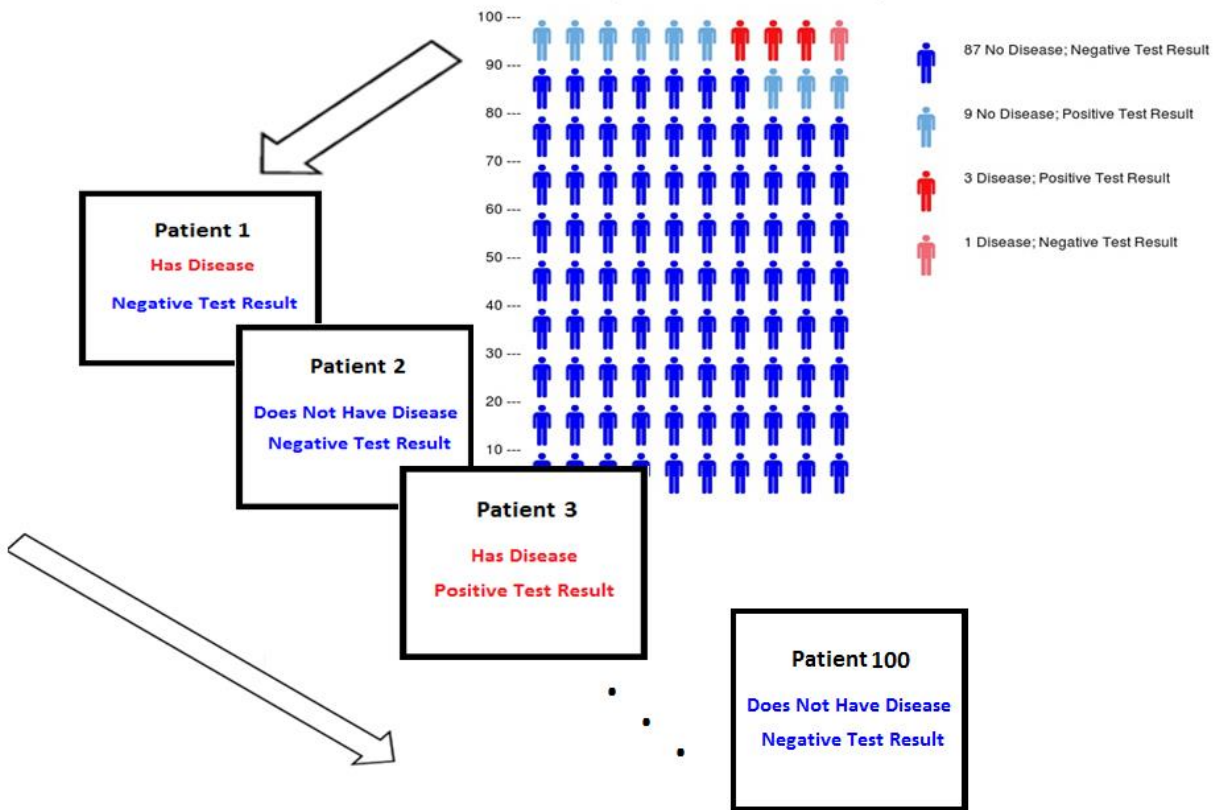 100 ---
90 ---
80 ---
70 ---
60 ---
50 ---
40 ---
30 ---
20 ---
10 ---
87 No Disease; Negative Test Result
9 No Disease; Positive Test Result
3 Disease; Positive Test Result
1 Disease; Negative Test Result
Patient 1
Has Disease
Negative Test Result
Patient 2
Does Not Have Disease
Negative Test Result
Patient 3
Has Disease
Positive Test Result
Patient 100
Does Not Have Disease
Negative Test Result